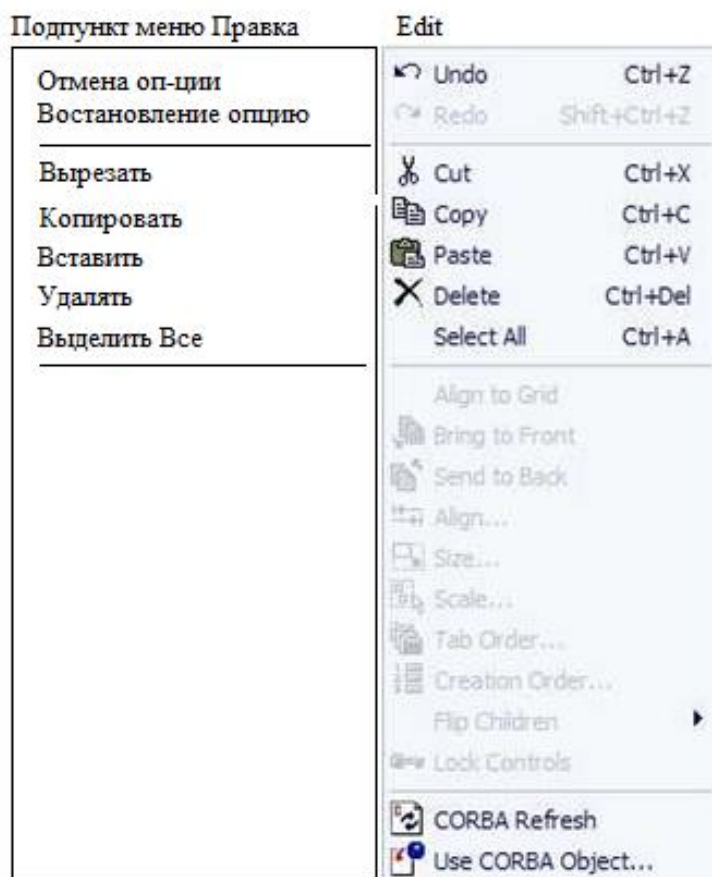 Подпункт меню Правка Edit
Отмена оп-ции Undo Ctrl+Z
Востановление опцию Redo Shift+Ctrl+Z
Вырезать Cut Ctrl+X
Копировать Copy Ctrl+C
Вставить Paste Ctrl+V
Удалять Delete Ctrl+Del
Выделить Все Select All Ctrl+A
Align to Grid
Bring to Front
Send to Back
Align...
Size...
Scale...
Tab Order...
Creation Order...
Flip Children
Lock Controls
CORBA Refresh
Use CORBA Object...